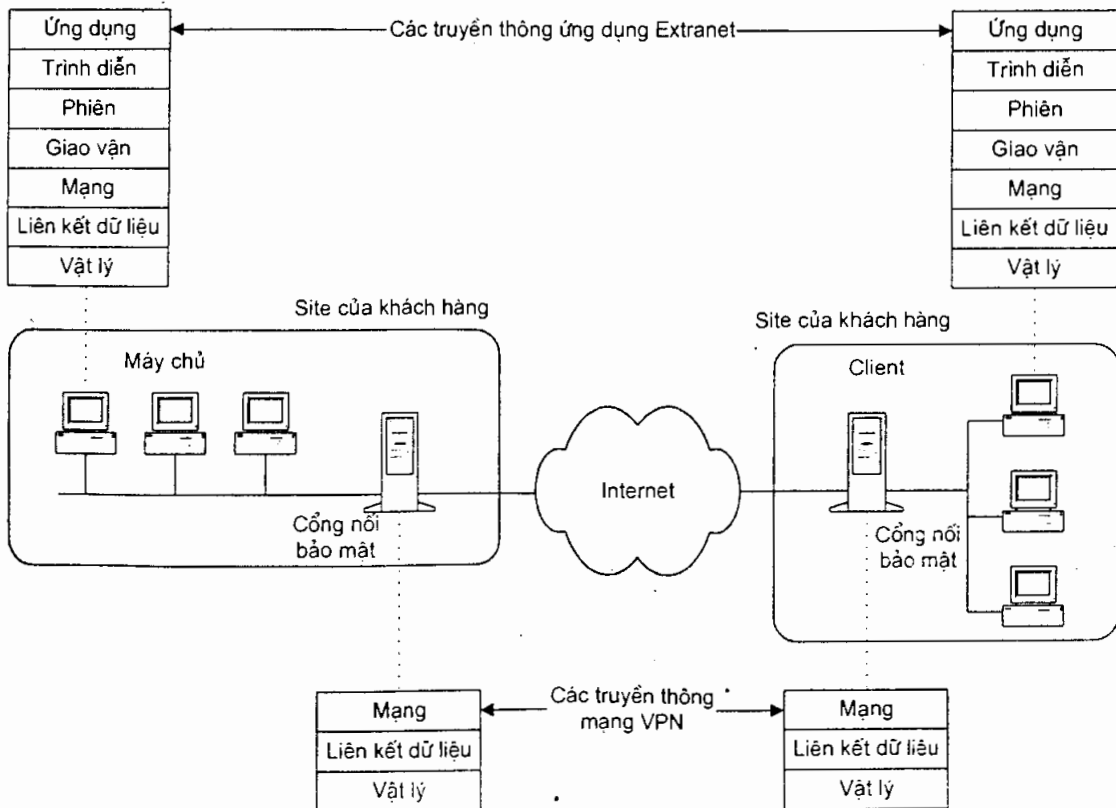 Ứng dụng
Các truyền thông ứng dụng Extranet
Ứng dụng
Trình diễn
Trình diễn
Phiên
Phiên
Giao vận
Giao vận
Mạng
Mạng
Liên kết dữ liệu
Liên kết dữ liệu
Vật lý
Vật lý
Site của khách hàng
Site của khách hàng
Máy chủ
Client
Internet
Cổng nối
bảo mật
Cổng nối
bảo mật
Mạng
Các truyền thông
mạng VPN
Mạng
Liên kết dữ liệu
Liên kết dữ liệu
Vật lý
Vật lý